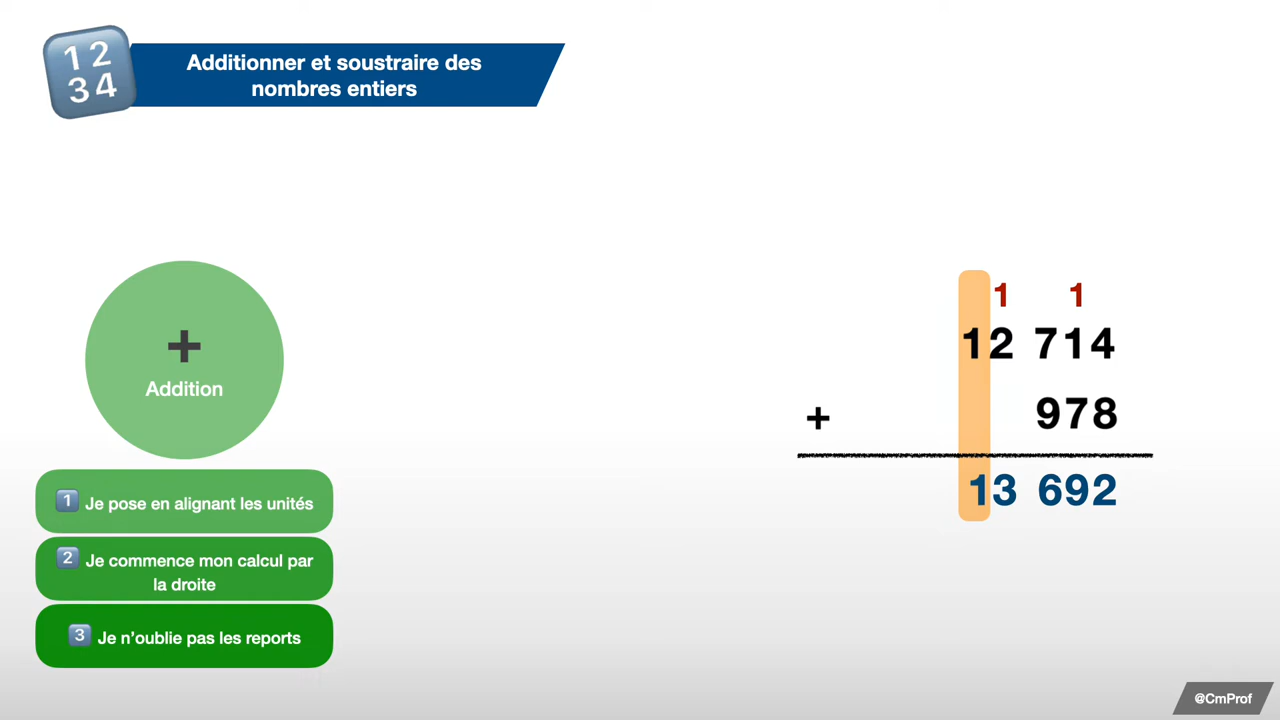 1 2
3 4
Additionner et soustraire des
nombres entiers
+
Addition
1 Je pose en alignant les unités
2 Je commence mon calcul par
la droite
3 Je n’oublie pas les reports
1 1
12 714
+ 978
13 692
@CmProf